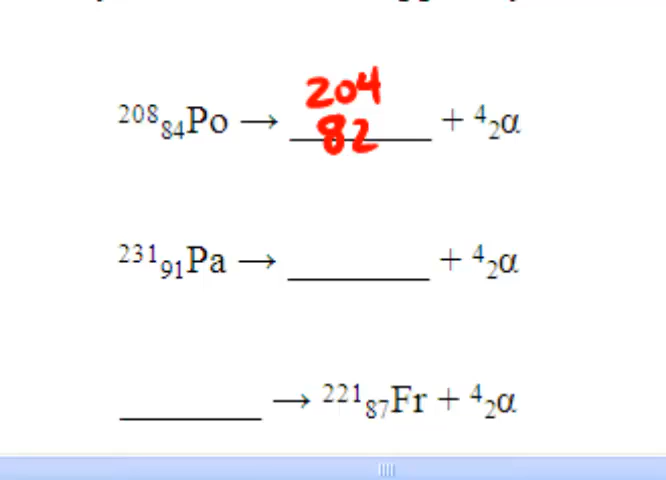 204
²⁰⁸₈₄Po → 82 + ⁴₂α
²³¹₉₁Pa → ________ + ⁴₂α
________ → ²²¹₈₇Fr + ⁴₂α